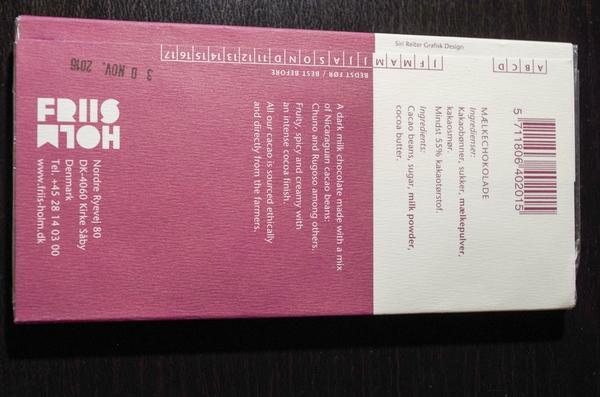 Siri Reiter Grafisk Design
A B C D
J F M A M J J A S O N D 11 12 13 14 15 16 17
BEDST FØR BEST BEFORE
3 0 NOV. 2016
5 711806 402015
MÆLKECHOKOLADE
Ingredienser:
Kakaobønner, sukker, mælkepulver,
kakaosmør.
Mindst 55% kakaotørstof.
Ingredients:
Cacao beans, sugar, milk powder,
cocoa butter.
A dark milk chocolate made with a mix
of Nicaraguan cacao beans:
Chuno and Rugoso among others.
Fruity, spicy and creamy with
an intense cocoa finish.
All our cacao is sourced ethically
and directly from the farmers.
FRIIS
HOLM
Nordre Ryevej 80
DK-4060 Kirke Såby
Denmark
Tel. +45 28 14 03 00
www.friis-holm.dk